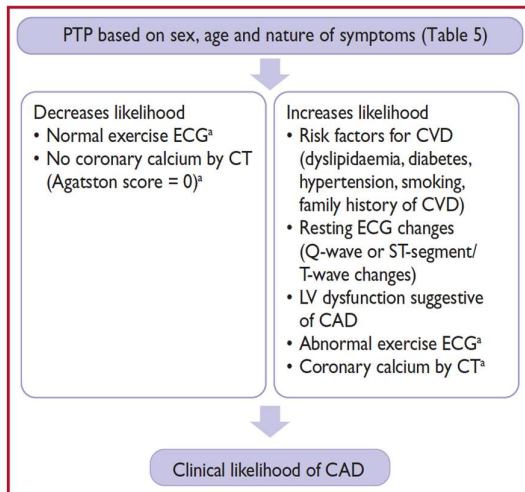 PTP based on sex, age and nature of symptoms (Table 5)
Decreases likelihood
• Normal exercise ECGᵃ
• No coronary calcium by CT
(Agatston score = 0)ᵃ
Increases likelihood
• Risk factors for CVD
(dyslipidaemia, diabetes,
hypertension, smoking,
family history of CVD)
• Resting ECG changes
(Q-wave or ST-segment/
T-wave changes)
• LV dysfunction suggestive
of CAD
• Abnormal exercise ECGᵃ
• Coronary calcium by CTᵃ
Clinical likelihood of CAD